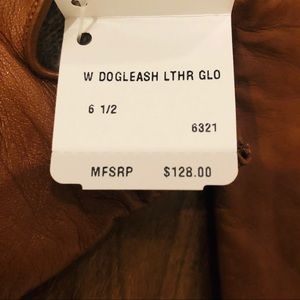 W DOGLEASH LTHR GLO
6 1/2
6321
MFSRP $128.00